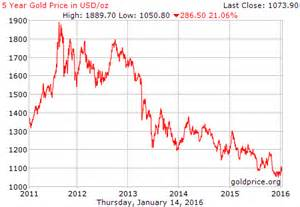 5 Year Gold Price in USD/oz Last Close: 1073.90
High: 1889.70 Low: 1050.80 ▼286.50 21.06%
1900
1800
1700
1600
1500
1400
1300
1200
1100
1000
2011 2012 2013 2014 2015 2016
goldprice.org
Thursday, January 14, 2016